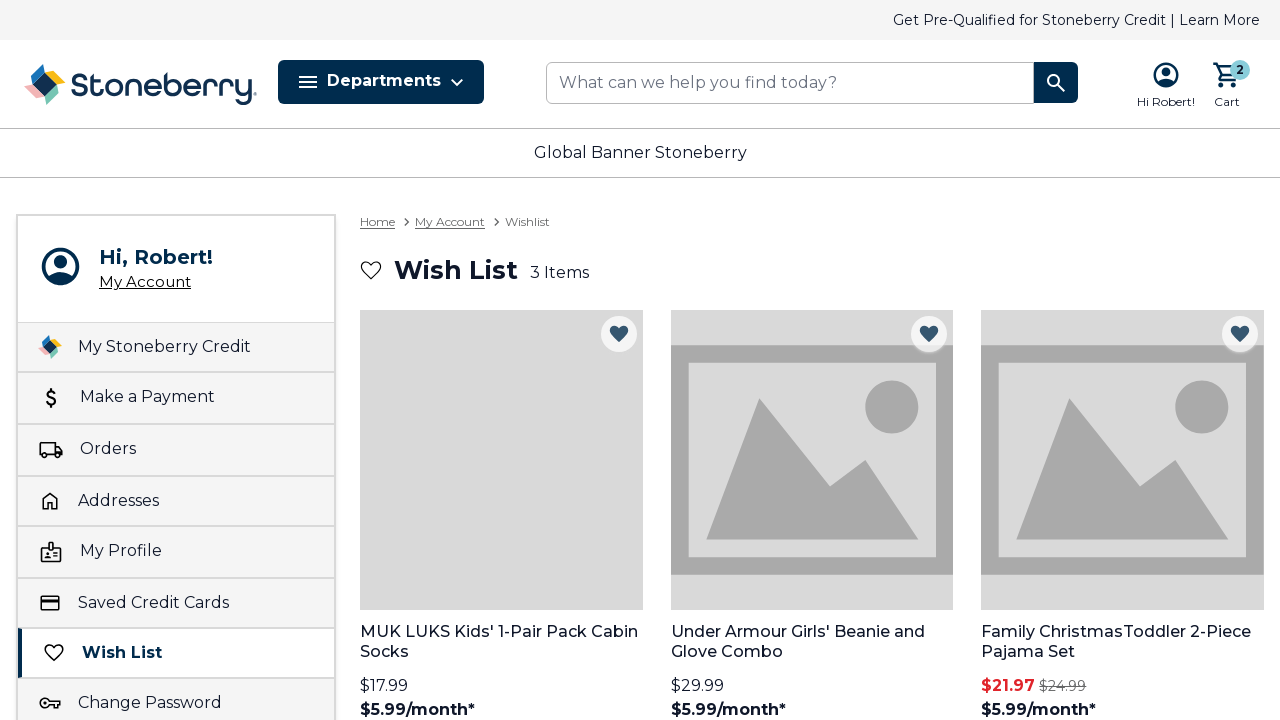 Get Pre-Qualified for Stoneberry Credit | Learn More
Stoneberry
Departments
What can we help you find today?
Hi Robert!
2
Cart
Global Banner Stoneberry
Hi, Robert!
My Account
My Stoneberry Credit
Make a Payment
Orders
Addresses
My Profile
Saved Credit Cards
Wish List
Change Password
Home > My Account > Wishlist
Wish List 3 Items
MUK LUKS Kids' 1-Pair Pack Cabin
Socks
$17.99
$5.99/month*
Under Armour Girls' Beanie and
Glove Combo
$29.99
$5.99/month*
Family ChristmasToddler 2-Piece
Pajama Set
$21.97 $24.99
$5.99/month*